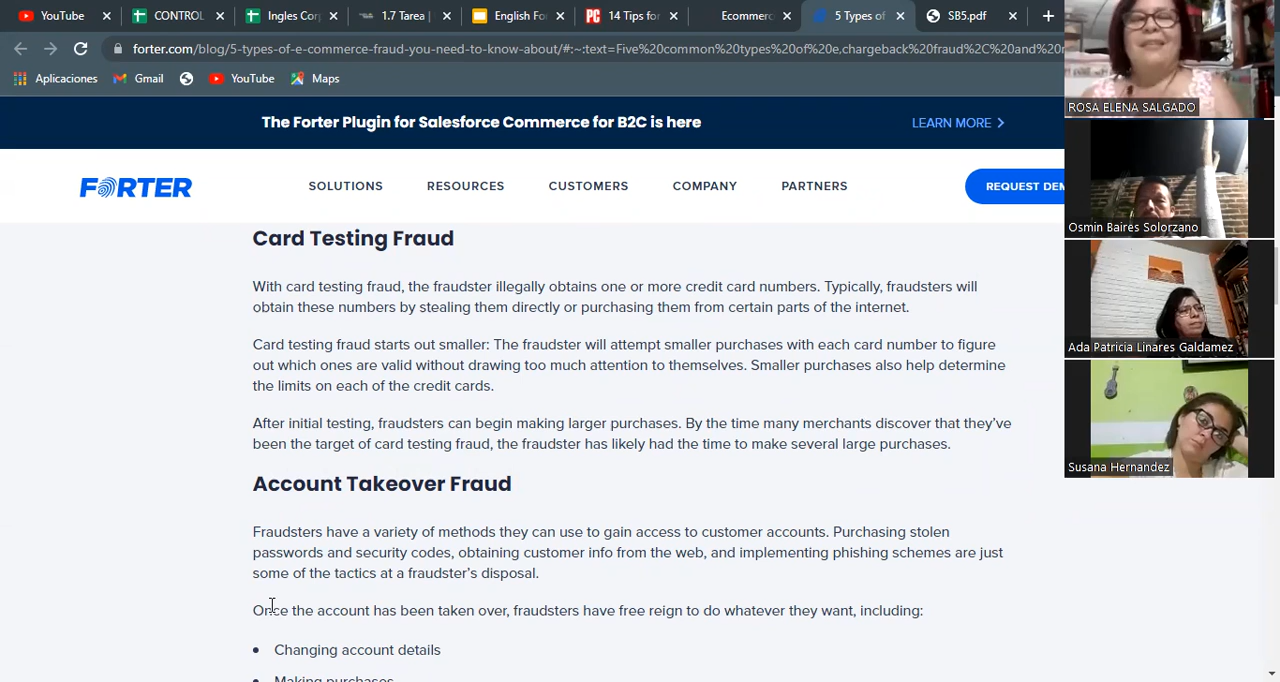 YouTube
CONTROL
Ingles Cor
1.7 Tarea |
English Fo
14 Tips for
Ecommerc
5 Types of
SB5.pdf
forter.com/blog/5-types-of-e-commerce-fraud-you-need-to-know-about/#:~:text=Five%20common%20types%20of%20e,chargeback%20fraud%2C%20and%20
Aplicaciones
Gmail
YouTube
Maps
The Forter Plugin for Salesforce Commerce for B2C is here
LEARN MORE
FORTER
SOLUTIONS
RESOURCES
CUSTOMERS
COMPANY
PARTNERS
REQUEST DEM
Card Testing Fraud
With card testing fraud, the fraudster illegally obtains one or more credit card numbers. Typically, fraudsters will
obtain these numbers by stealing them directly or purchasing them from certain parts of the internet.
Card testing fraud starts out smaller: The fraudster will attempt smaller purchases with each card number to figure
out which ones are valid without drawing too much attention to themselves. Smaller purchases also help determine
the limits on each of the credit cards.
After initial testing, fraudsters can begin making larger purchases. By the time many merchants discover that they've
been the target of card testing fraud, the fraudster has likely had the time to make several large purchases.
Account Takeover Fraud
Fraudsters have a variety of methods they can use to gain access to customer accounts. Purchasing stolen
passwords and security codes, obtaining customer info from the web, and implementing phishing schemes are just
some of the tactics at a fraudster's disposal.
Once the account has been taken over, fraudsters have free reign to do whatever they want, including:
• Changing account details
• Making purchases
ROSA ELENA SALGADO
Osmin Baires Solorzano
Ada Patricia Linares Galdamez
Susana Hernandez